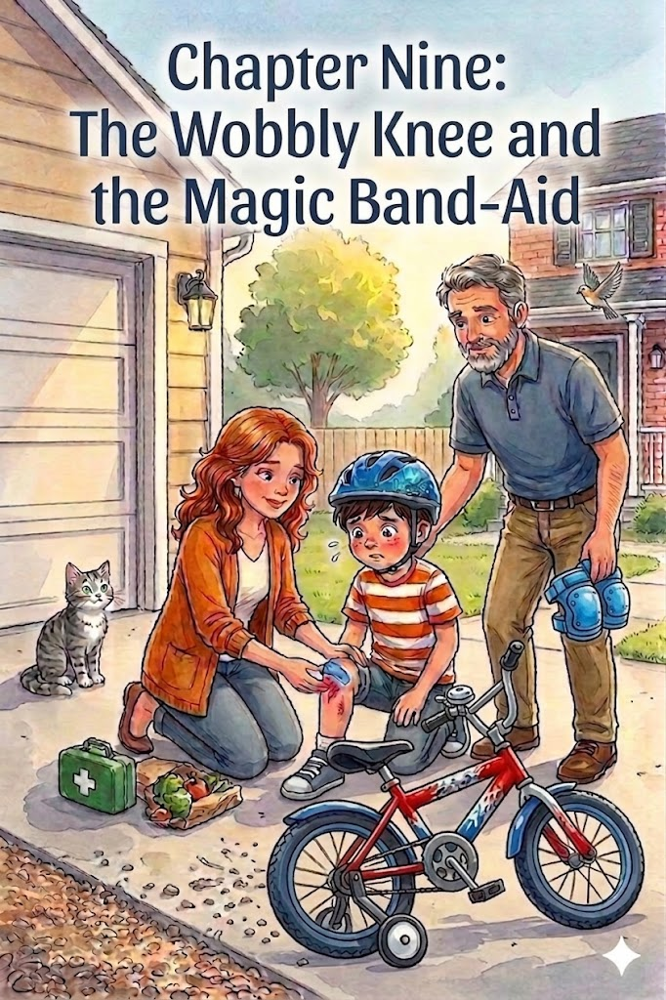 Chapter Nine:
The Wobbly Knee and
the Magic Band-Aid